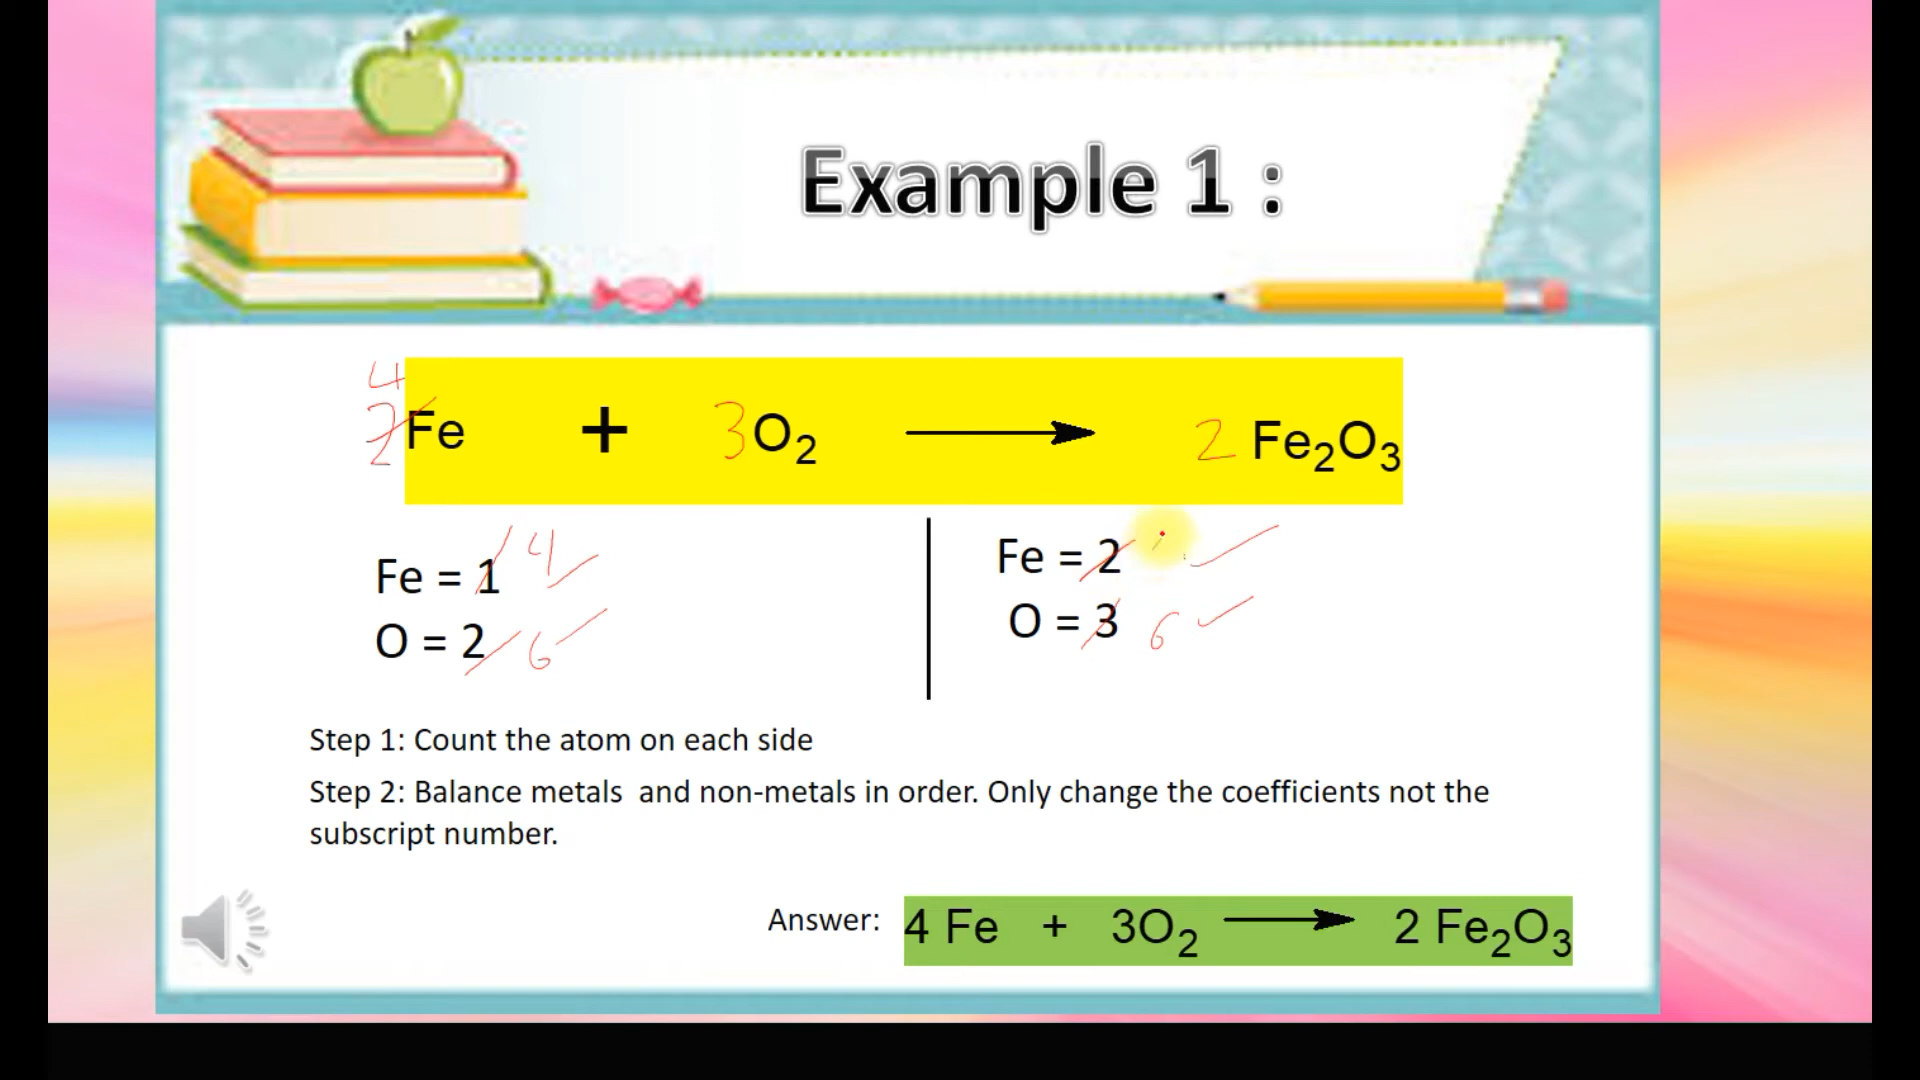 Example 1 :
4
2Fe + 3O₂ → 2 Fe₂O₃
Fe = 1 4
Fe = 2
O = 2 6
O = 3 6
Step 1: Count the atom on each side
Step 2: Balance metals and non-metals in order. Only change the coefficients not the
subscript number.
Answer: 4 Fe + 3O₂ → 2 Fe₂O₃